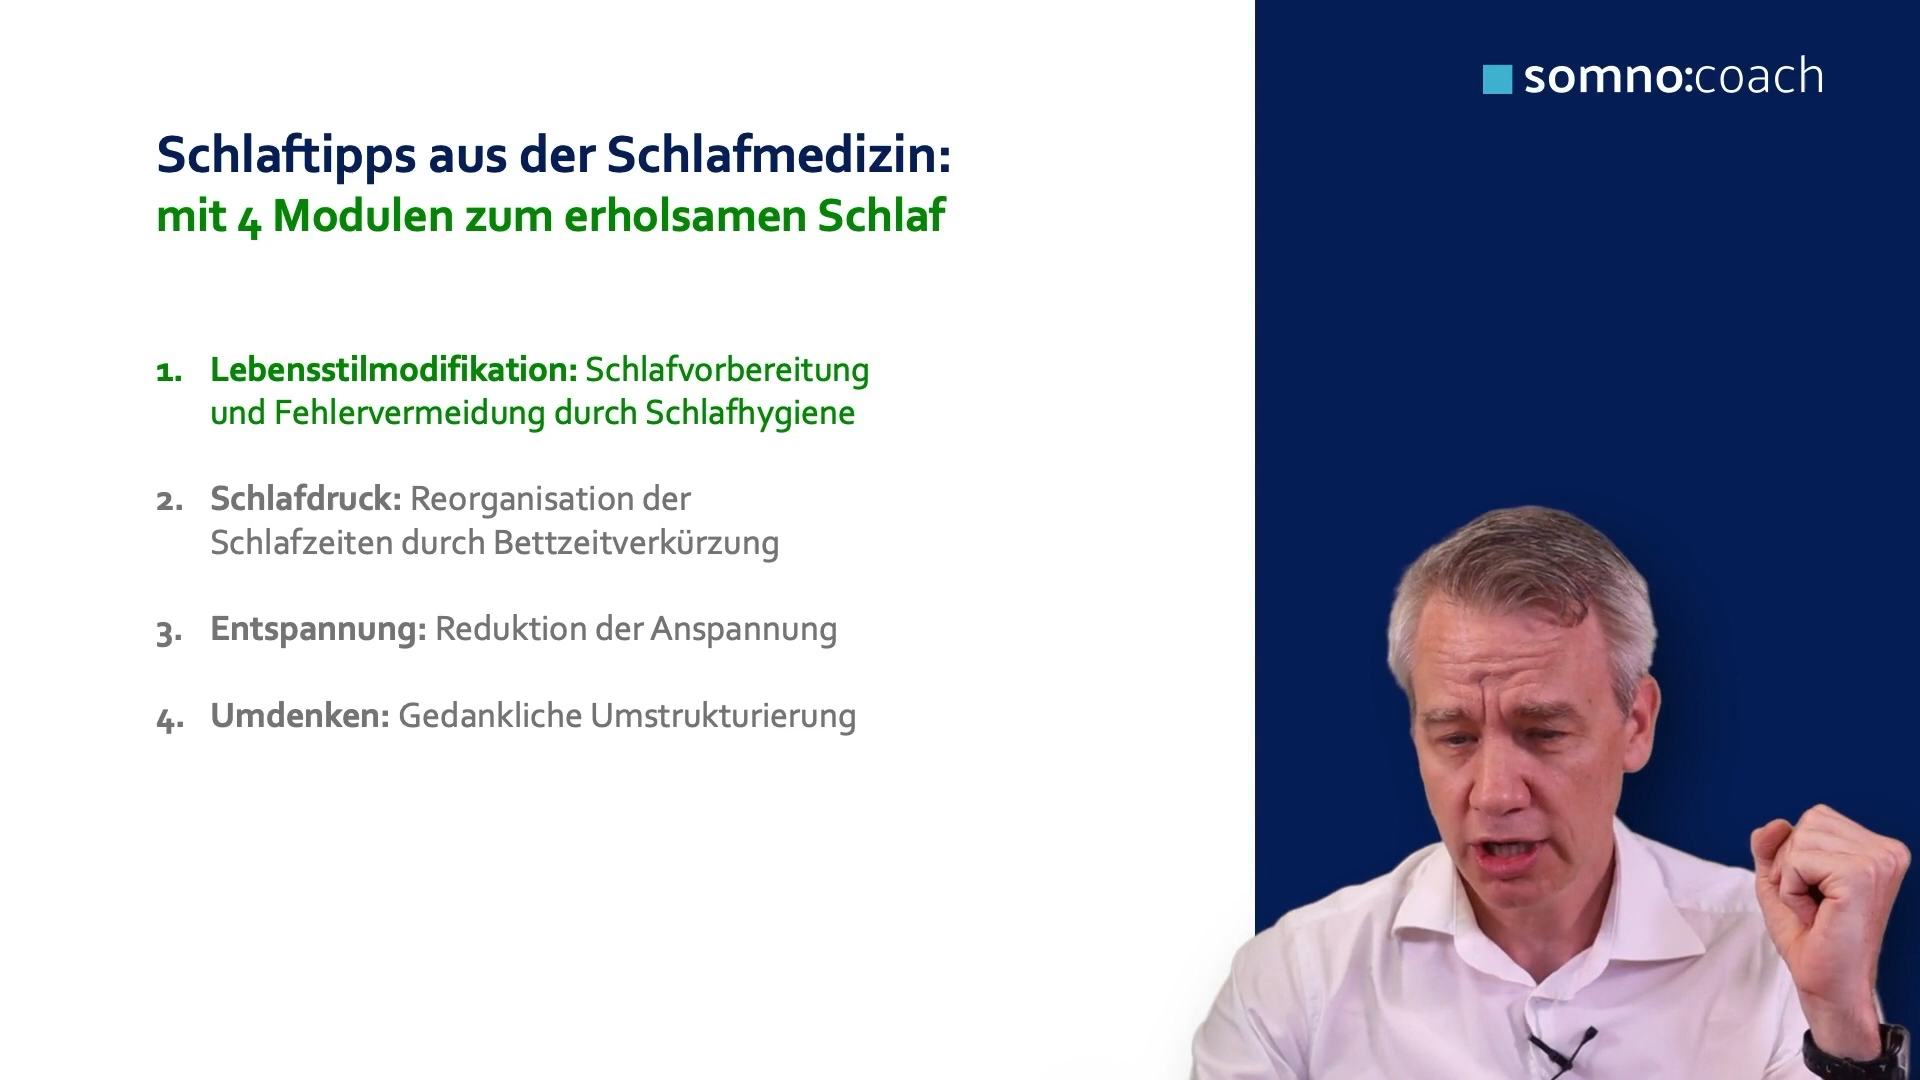 somno:coach
Schlaftipps aus der Schlafmedizin:
mit 4 Modulen zum erholsamen Schlaf
1. Lebensstilmodifikation: Schlafvorbereitung
und Fehlervermeidung durch Schlafhygiene
2. Schlafdruck: Reorganisation der
Schlafzeiten durch Bettzeitverkürzung
3. Entspannung: Reduktion der Anspannung
4. Umdenken: Gedankliche Umstrukturierung